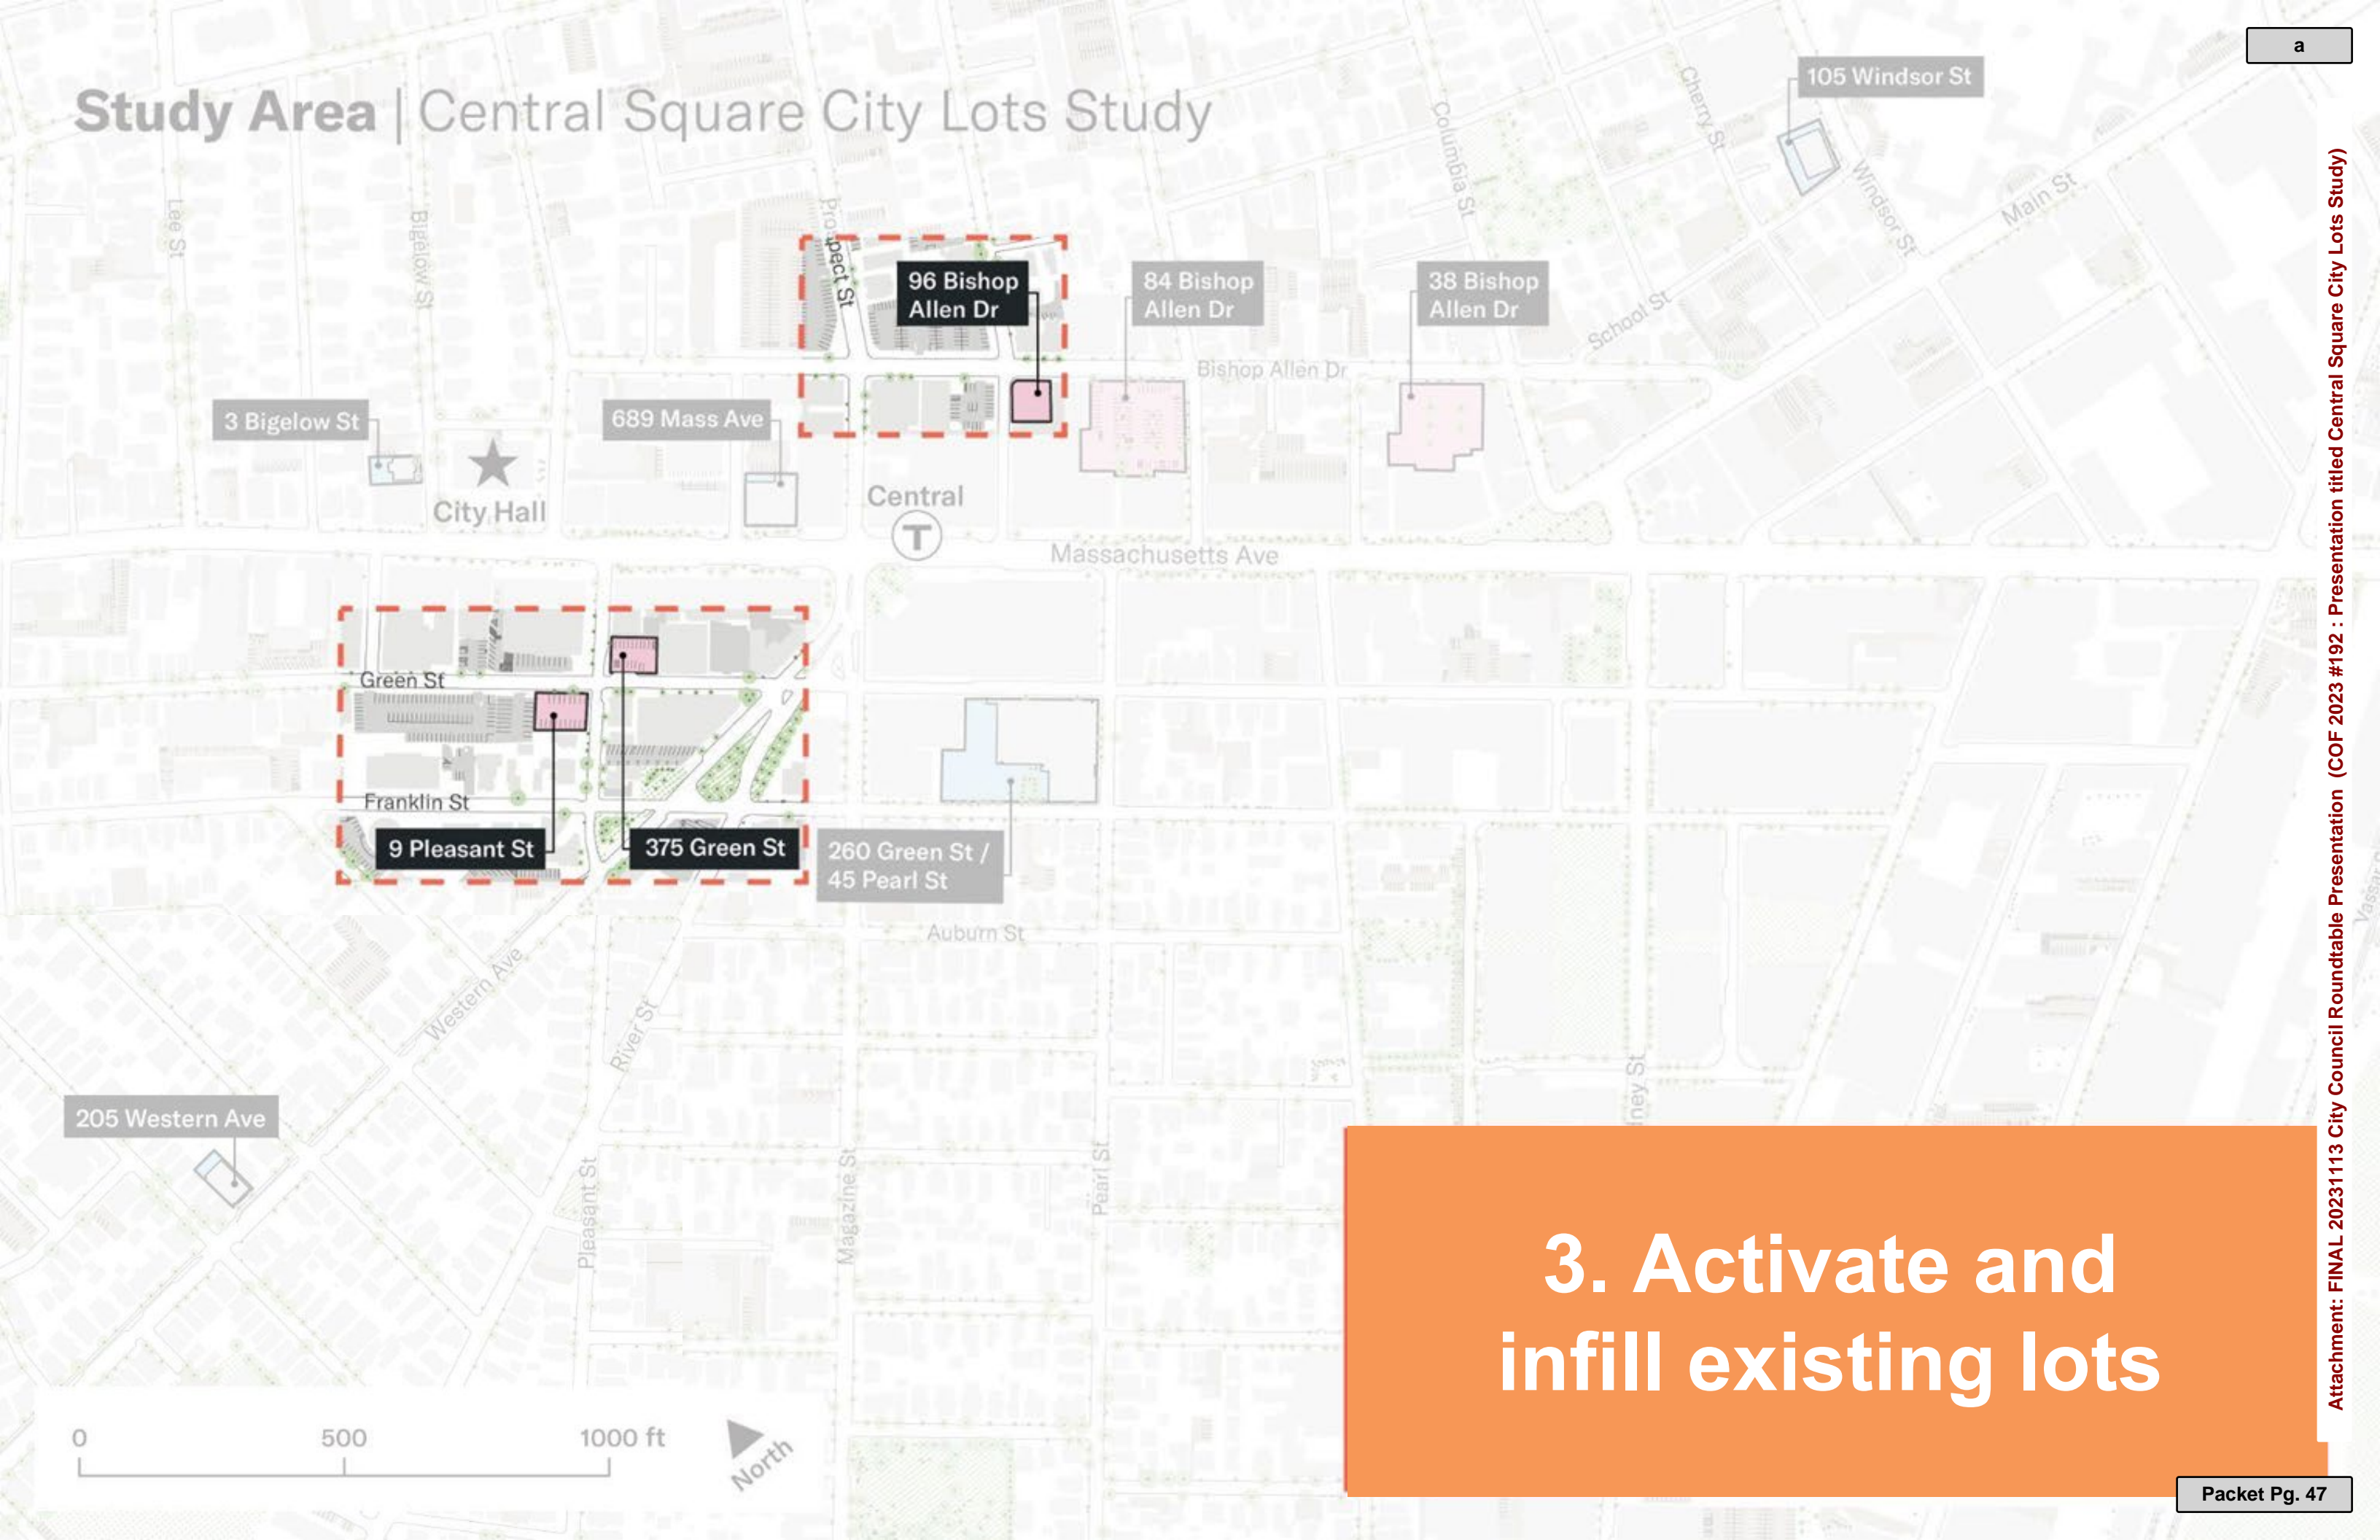 a
Study Area | Central Square City Lots Study
105 Windsor St
Cherry St
Columbia St
Windsor St
Main St
Lee St
Bigelow St
Prospect St
96 Bishop
Allen Dr
84 Bishop
Allen Dr
38 Bishop
Allen Dr
School St
Bishop Allen Dr
3 Bigelow St
689 Mass Ave
City Hall
Central
T
Massachusetts Ave
Green St
Franklin St
9 Pleasant St
375 Green St
260 Green St /
45 Pearl St
Auburn St
Western Ave
River St
205 Western Ave
Pleasant St
Magazine St
Pearl St
ney St
3. Activate and
infill existing lots
0 500 1000 ft
North
Attachment: FINAL 20231113 City Council Roundtable Presentation (COF 2023 #192 : Presentation titled Central Square City Lots Study)
Packet Pg. 47